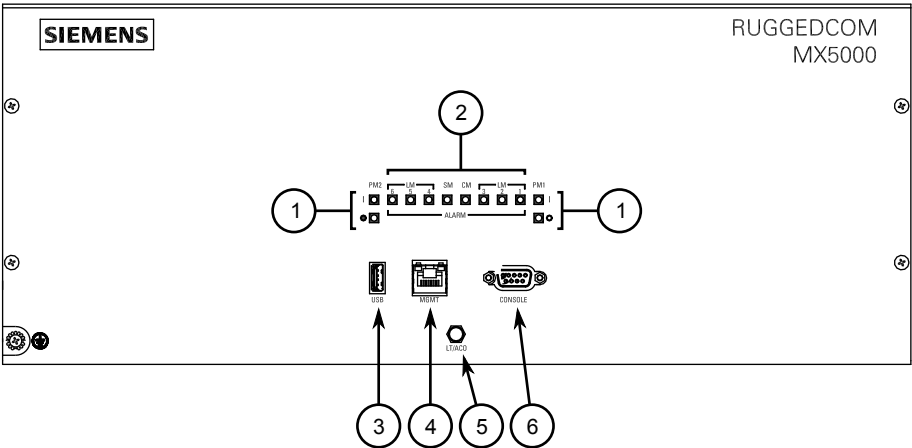 SIEMENS
RUGGEDCOM
MX5000
2
PM2 LM SM CM LM PM1
6 5 4 3 2 1
1 I I 1
ALARM
USB
MGMT
CONSOLE
LT/ACO
3 4 5 6